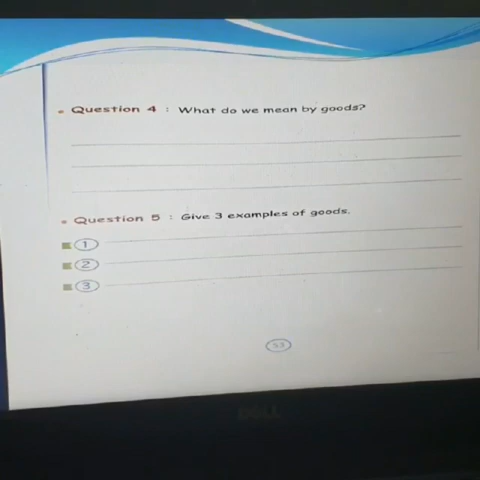 Question 4 : What do we mean by goods?
Question 5 : Give 3 examples of goods.
1
2
3
53
DELL